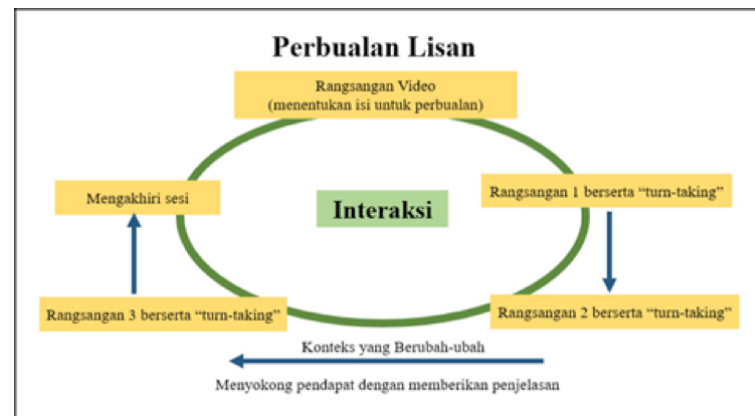 Perbualan Lisan
Rangsangan Video
(menentukan isi untuk perbualan)
Mengakhiri sesi
Interaksi
Rangsangan 1 berserta “turn-taking”
Rangsangan 3 berserta “turn-taking”
Rangsangan 2 berserta “turn-taking”
Konteks yang Berubah-ubah
Menyokong pendapat dengan memberikan penjelasan